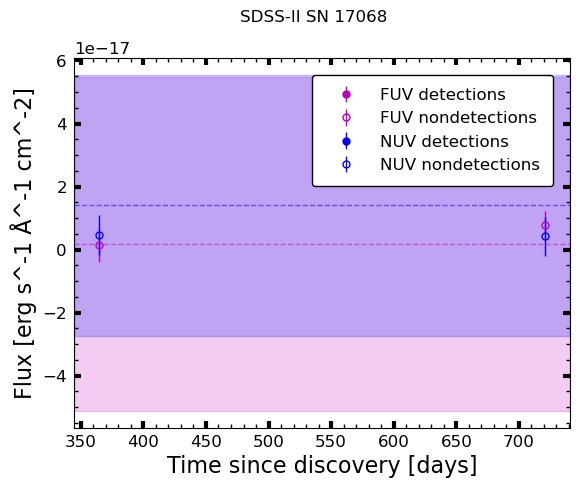 SDSS-II SN 17068
1e−17
6
4
2
0
−2
−4
350 400 450 500 550 600 650 700
Flux [erg s^-1 Å^-1 cm^-2]
Time since discovery [days]
FUV detections
FUV nondetections
NUV detections
NUV nondetections